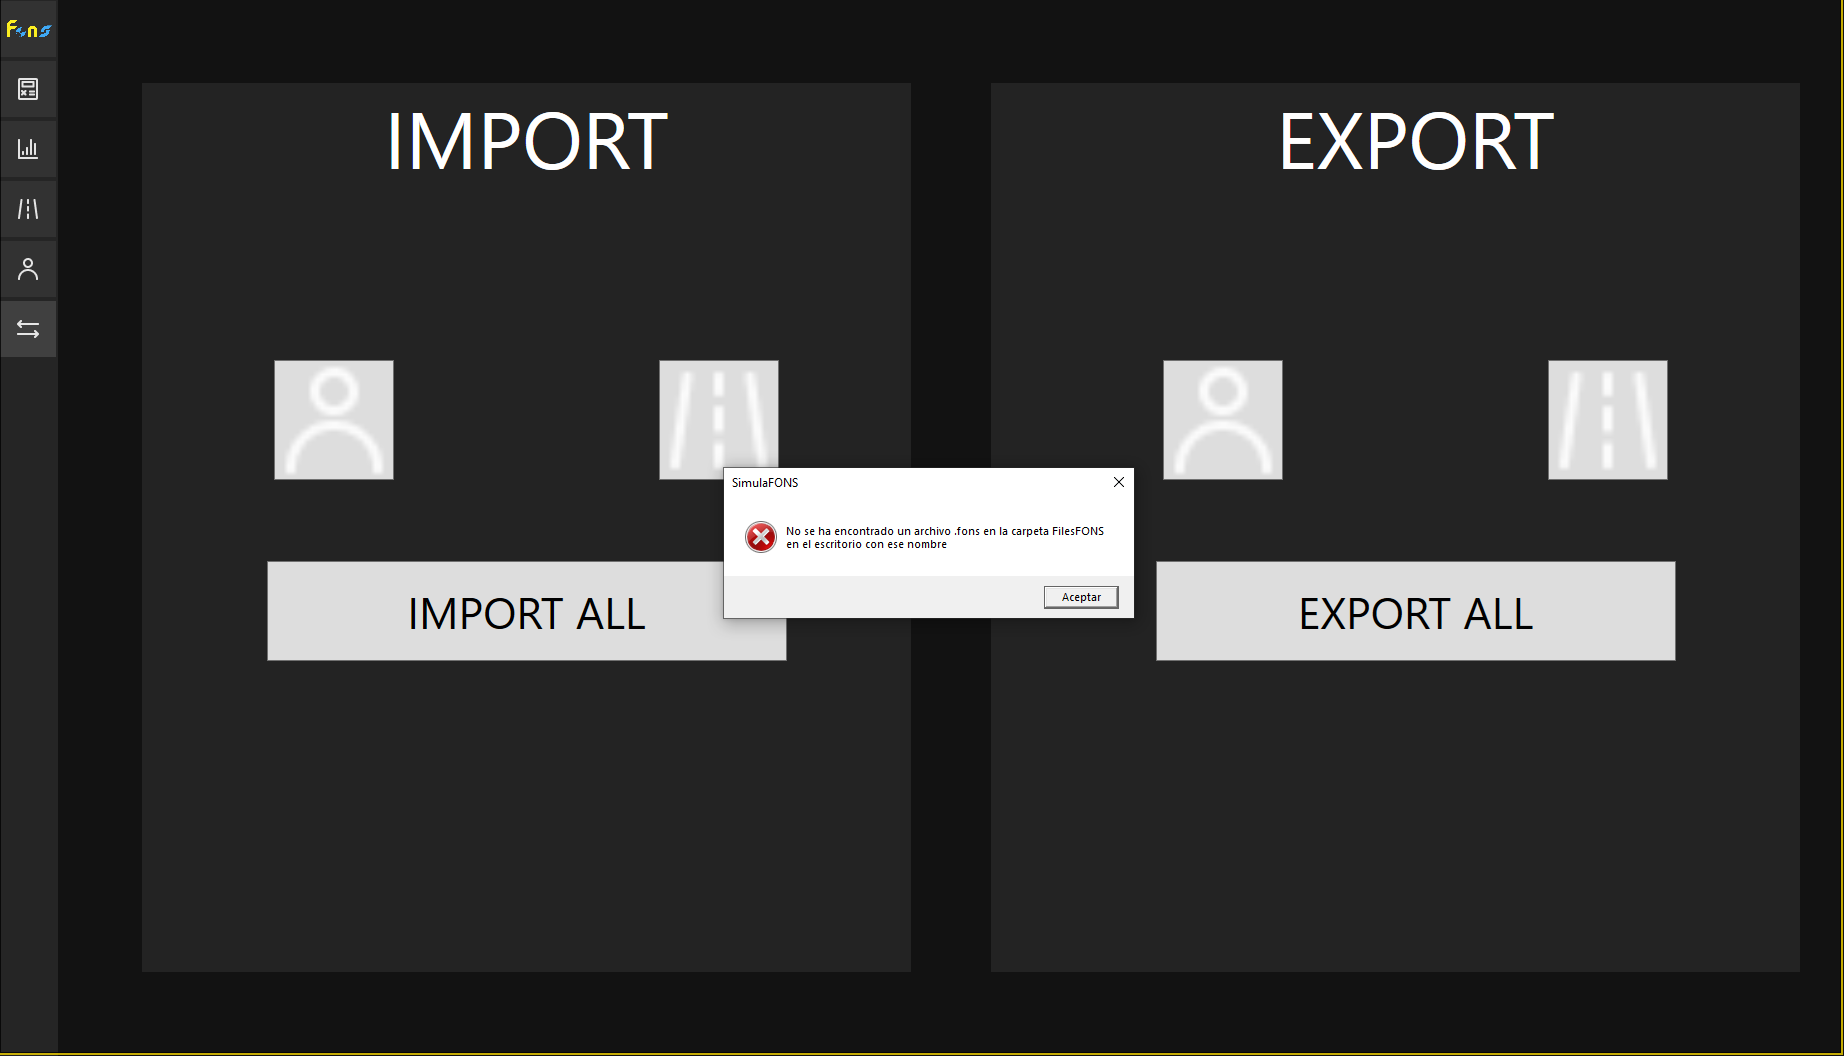 Fons
IMPORT
EXPORT
SimulaFONS
No se ha encontrado un archivo .fons en la carpeta FilesFONS
en el escritorio con ese nombre
Aceptar
IMPORT ALL
EXPORT ALL